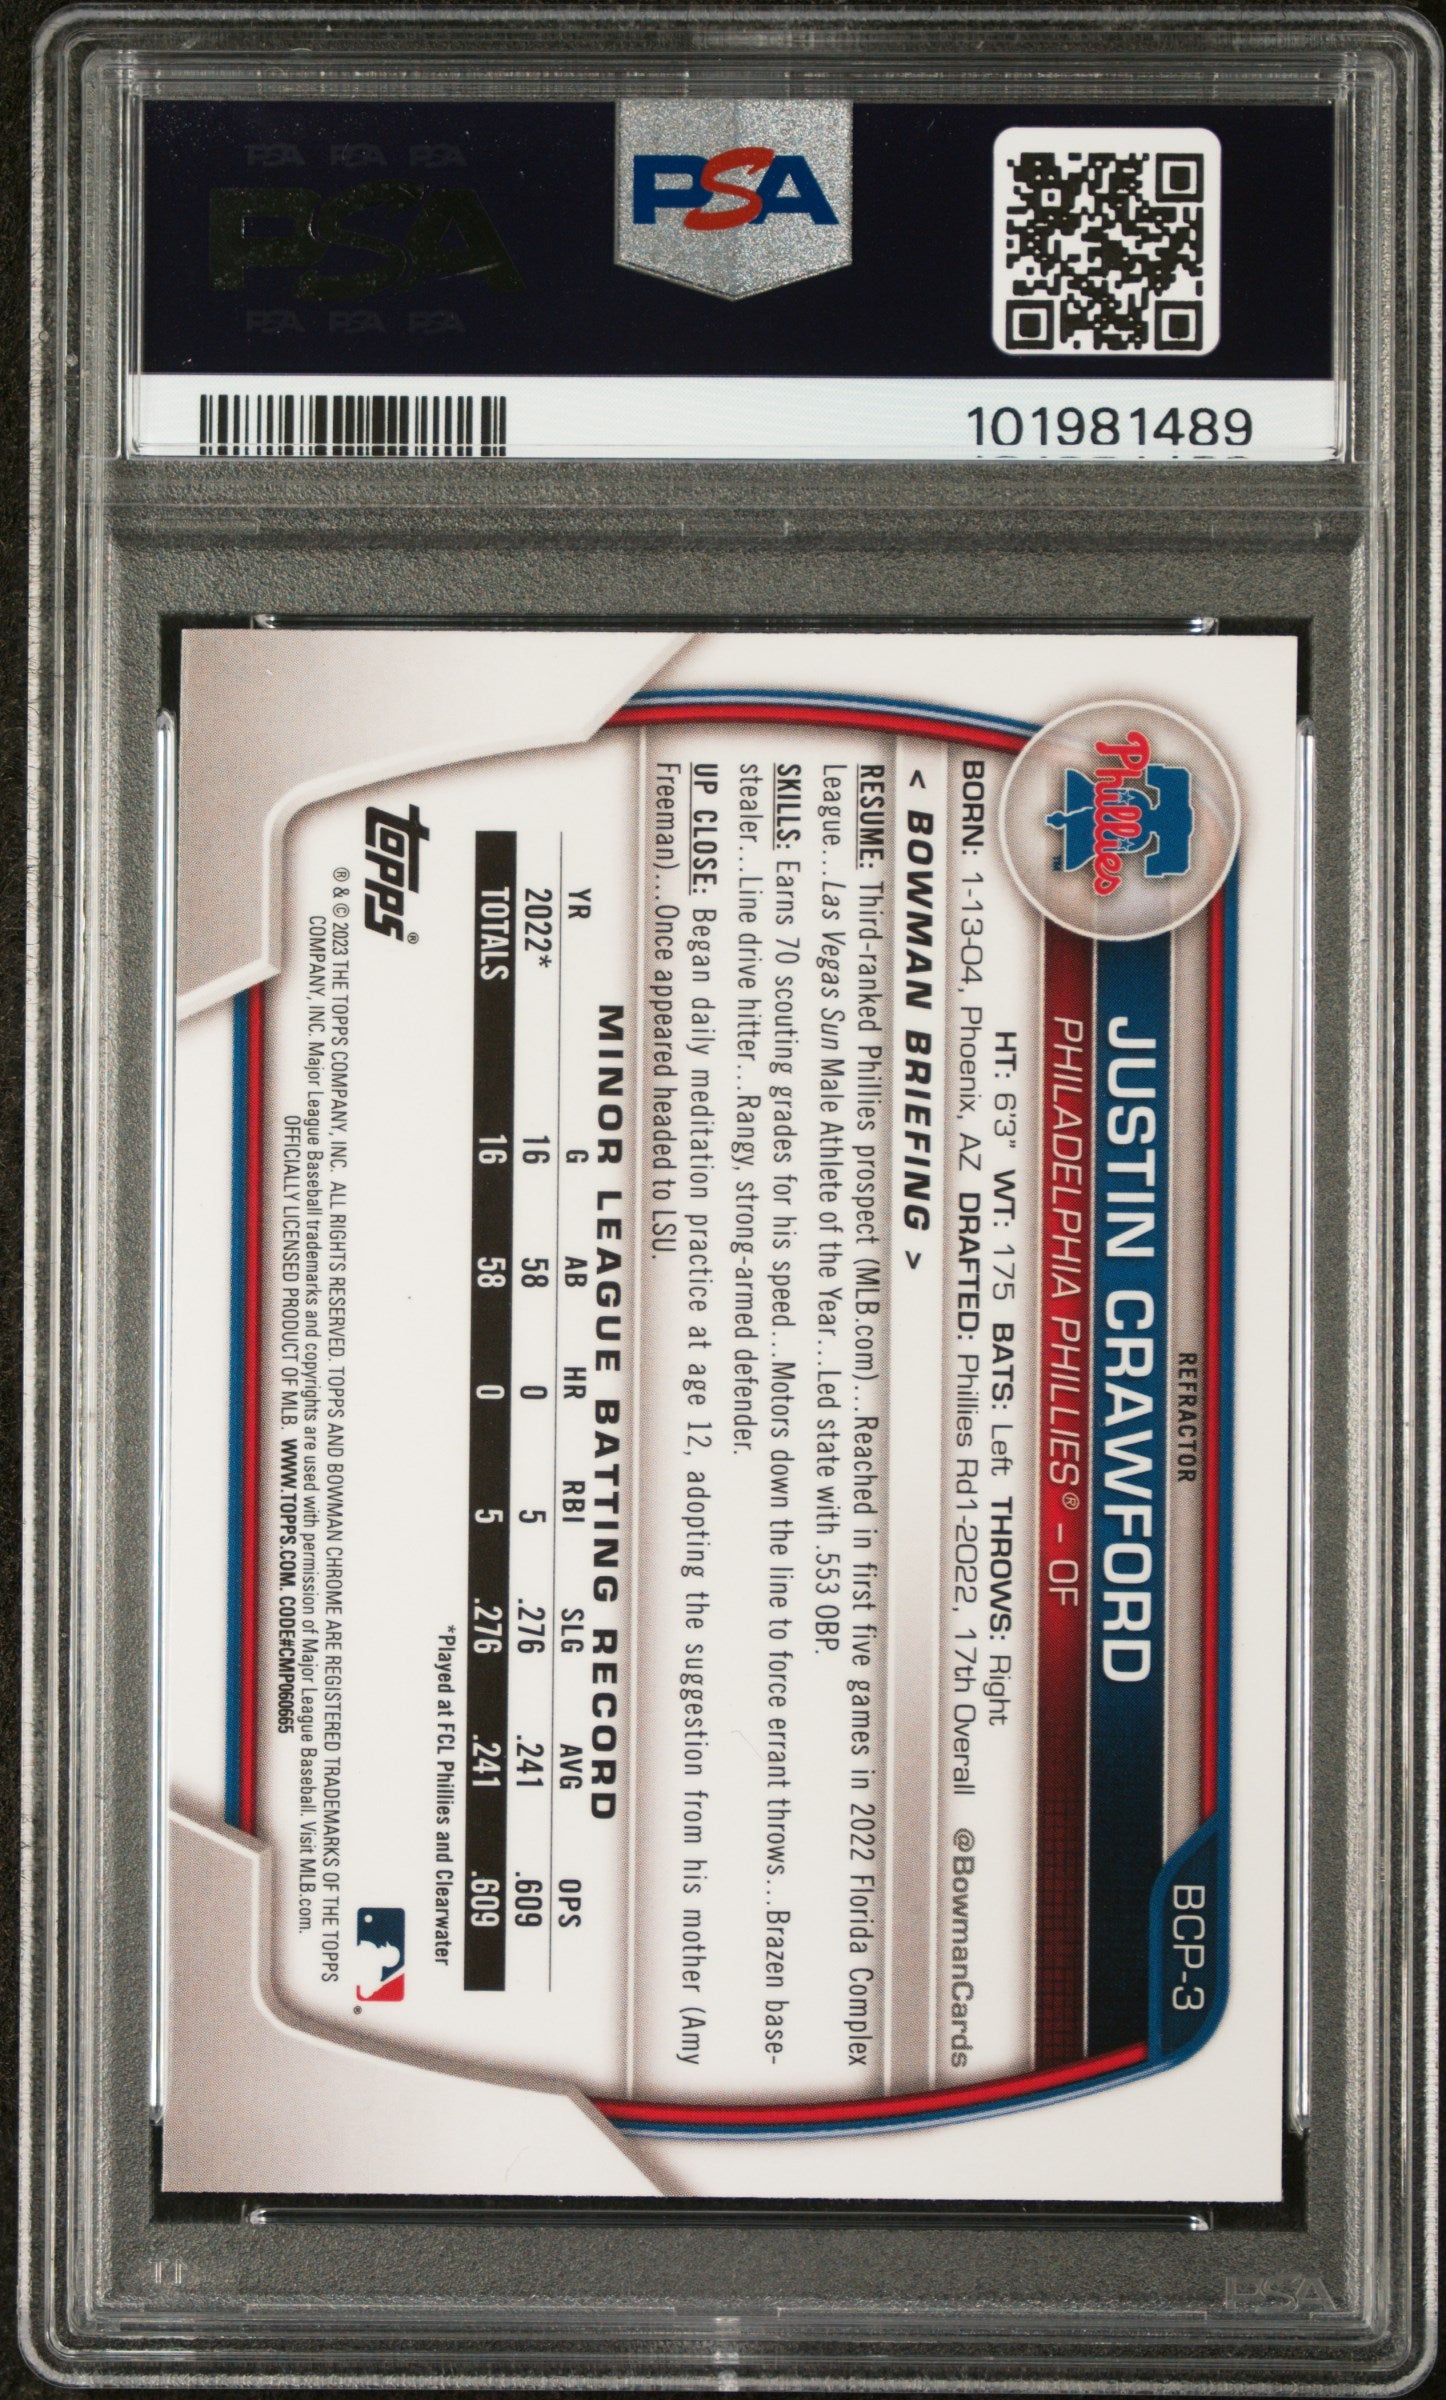 PSA PSA PSA
PSA
PSA PSA PSA
PSA
101981489
REFRACTOR
BCP-3
JUSTIN CRAWFORD
Phillies™
PHILADELPHIA PHILLIES® – OF
HT: 6'3" WT: 175 BATS: Left THROWS: Right
BORN: 1-13-04, Phoenix, AZ DRAFTED: Phillies Rd1-2022, 17th Overall @BowmanCards
< BOWMAN BRIEFING >
RESUME: Third-ranked Phillies prospect (MLB.com)...Reached in first five games in 2022 Florida Complex
League...Las Vegas Sun Male Athlete of the Year...Led state with .553 OBP.
SKILLS: Earns 70 scouting grades for his speed...Motors down the line to force errant throws...Brazen base-
stealer...Line drive hitter...Rangy, strong-armed defender.
UP CLOSE: Began daily meditation practice at age 12, adopting the suggestion from his mother (Amy
Freeman)...Once appeared headed to LSU.
MINOR LEAGUE BATTING RECORD
YR G AB HR RBI SLG AVG OPS
2022* 16 58 0 5 .276 .241 .609
TOTALS 16 58 0 5 .276 .241 .609
*Played at FCL Phillies and Clearwater
topps®
® & © 2023 THE TOPPS COMPANY, INC. ALL RIGHTS RESERVED. TOPPS AND BOWMAN CHROME ARE REGISTERED TRADEMARKS OF THE TOPPS
COMPANY, INC. Major League Baseball trademarks and copyrights are used with permission of Major League Baseball. Visit MLB.com.
OFFICIALLY LICENSED PRODUCT OF MLB. WWW.TOPPS.COM. CODE#CMP060665
PSA